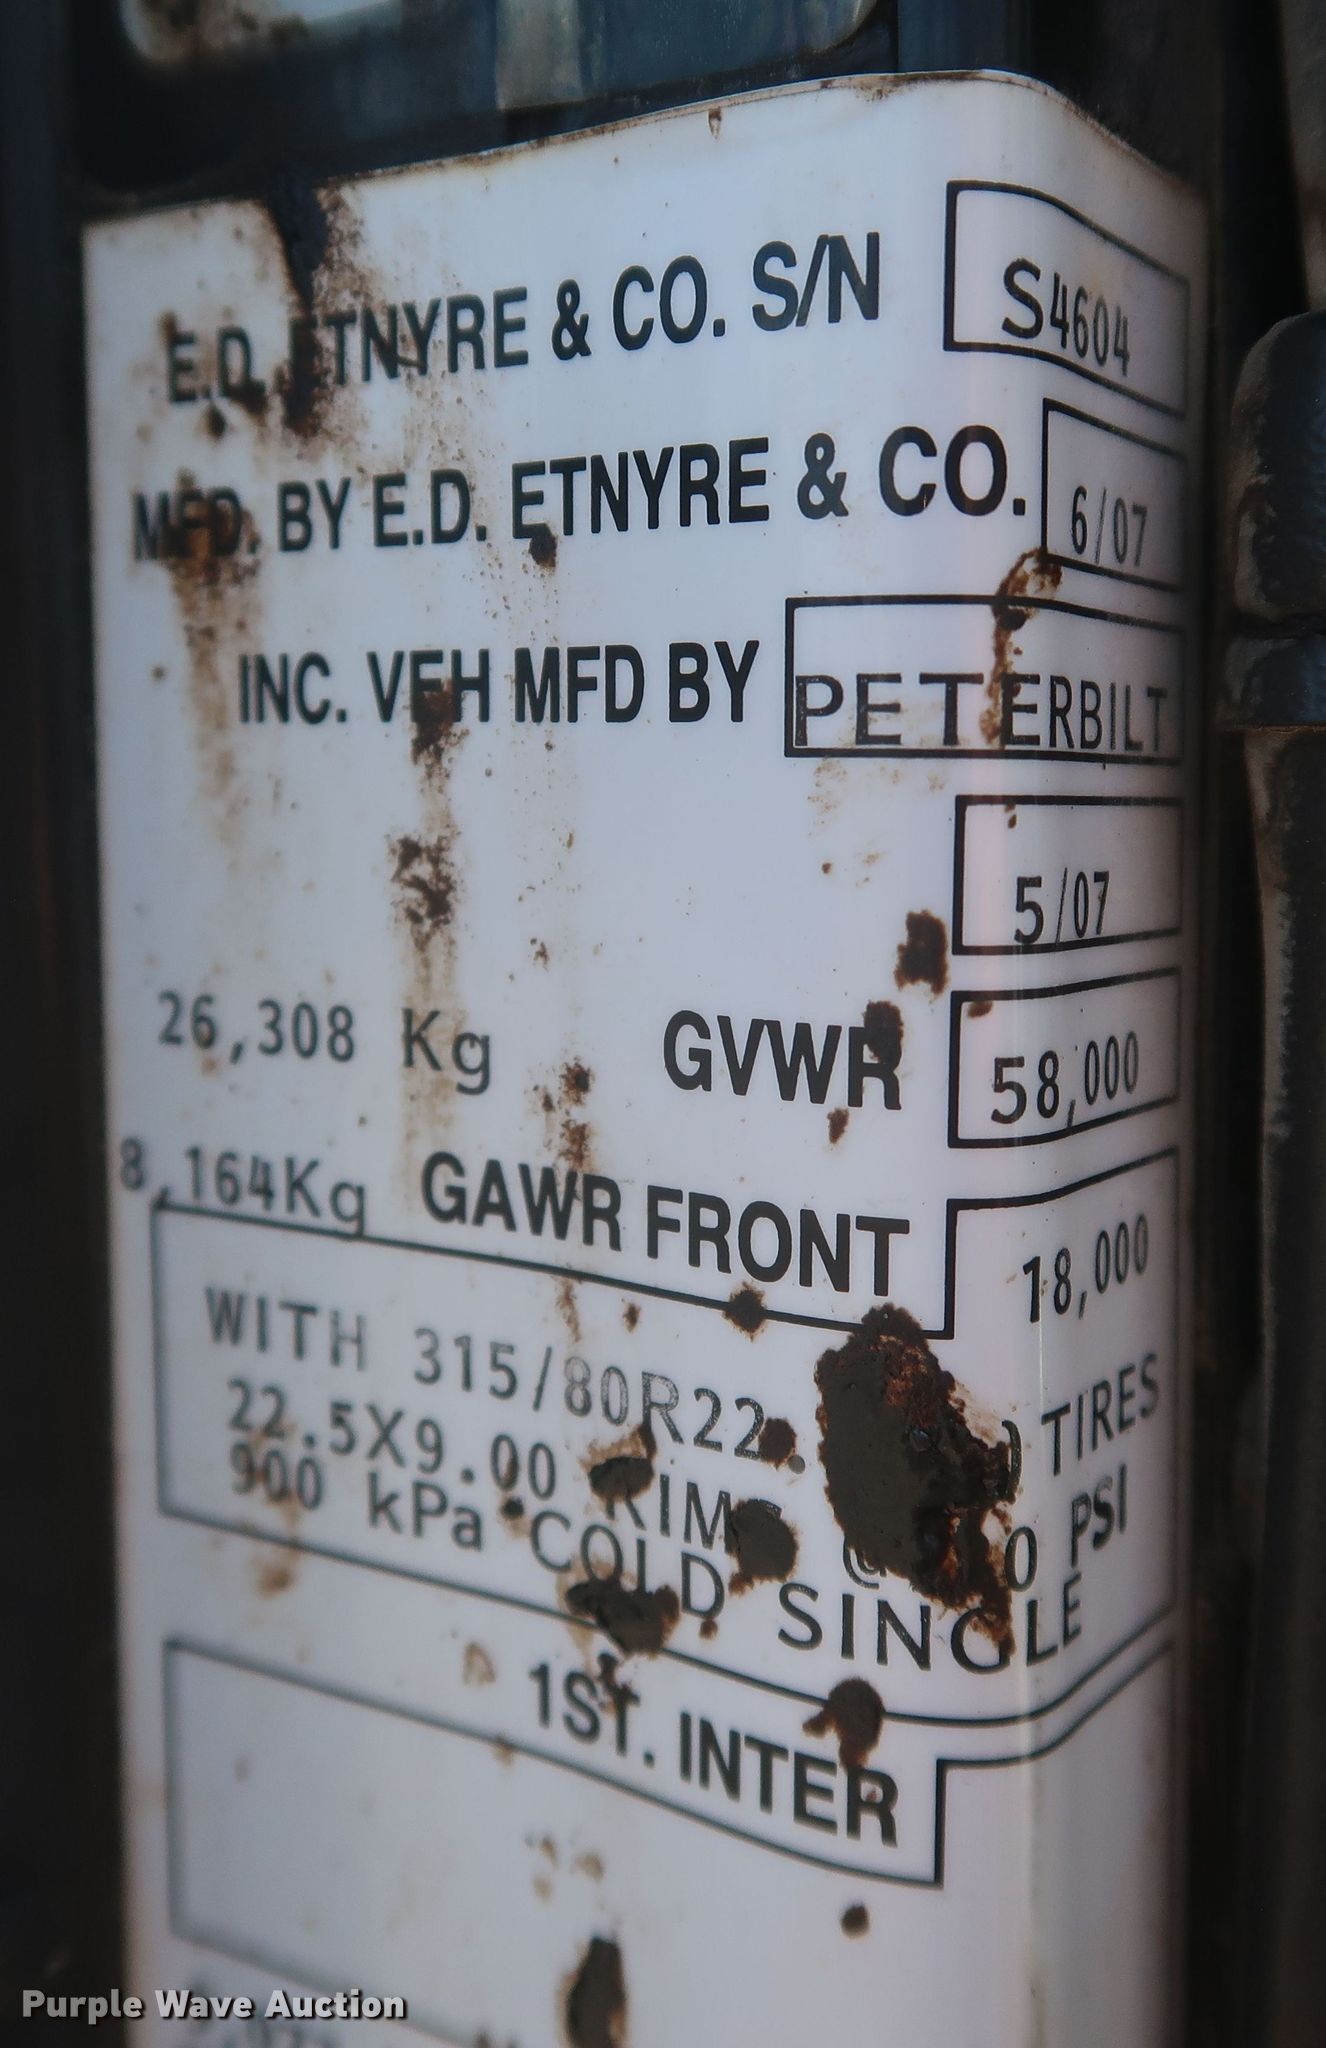 E.D. ETNYRE & CO. S/N S4604
MFD. BY E.D. ETNYRE & CO. 6/07
INC. VEH MFD BY PETERBILT
5/07
26,308 Kg GVWR 58,000
8,164Kg GAWR FRONT 18,000
WITH 315/80R22. TIRES
22.5X9.00 RIMS @ PSI
900 kPa COLD SINGLE
1ST. INTER
Purple Wave Auction